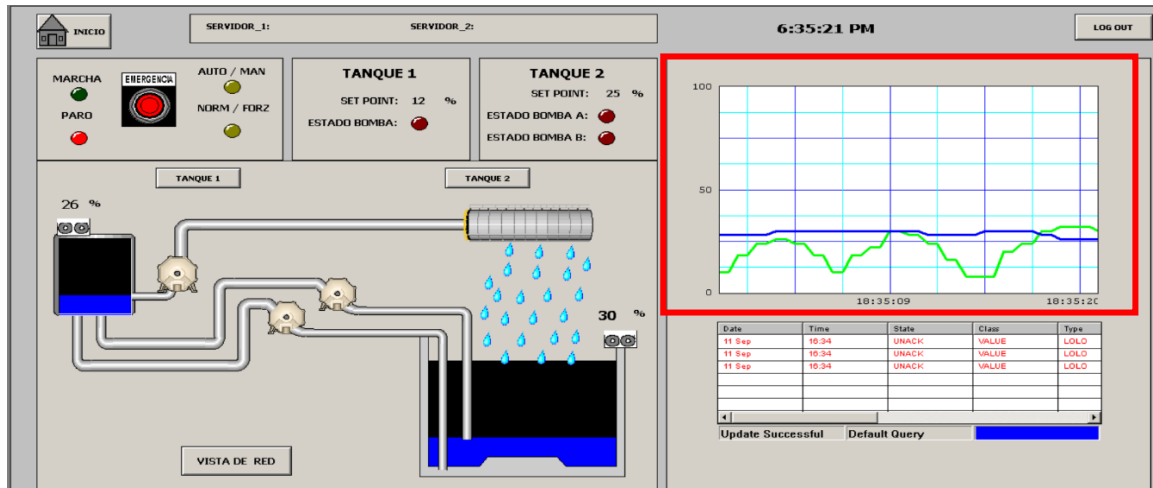 INICIO
SERVIDOR_1: SERVIDOR_2:
6:35:21 PM
LOG OUT
MARCHA
PARO
EMERGENCIA
AUTO / MAN
NORM / FORZ
TANQUE 1
SET POINT: 12 %
ESTADO BOMBA:
TANQUE 2
SET POINT: 25 %
ESTADO BOMBA A:
ESTADO BOMBA B:
TANQUE 1
TANQUE 2
26 %
30 %
VISTA DE RED
100
50
0
18:35:09 18:35:20
Date Time State Class Type
11 Sep 16:34 UNACK VALUE LOLO
11 Sep 16:34 UNACK VALUE LOLO
11 Sep 16:34 UNACK VALUE LOLO
Update Successful Default Query